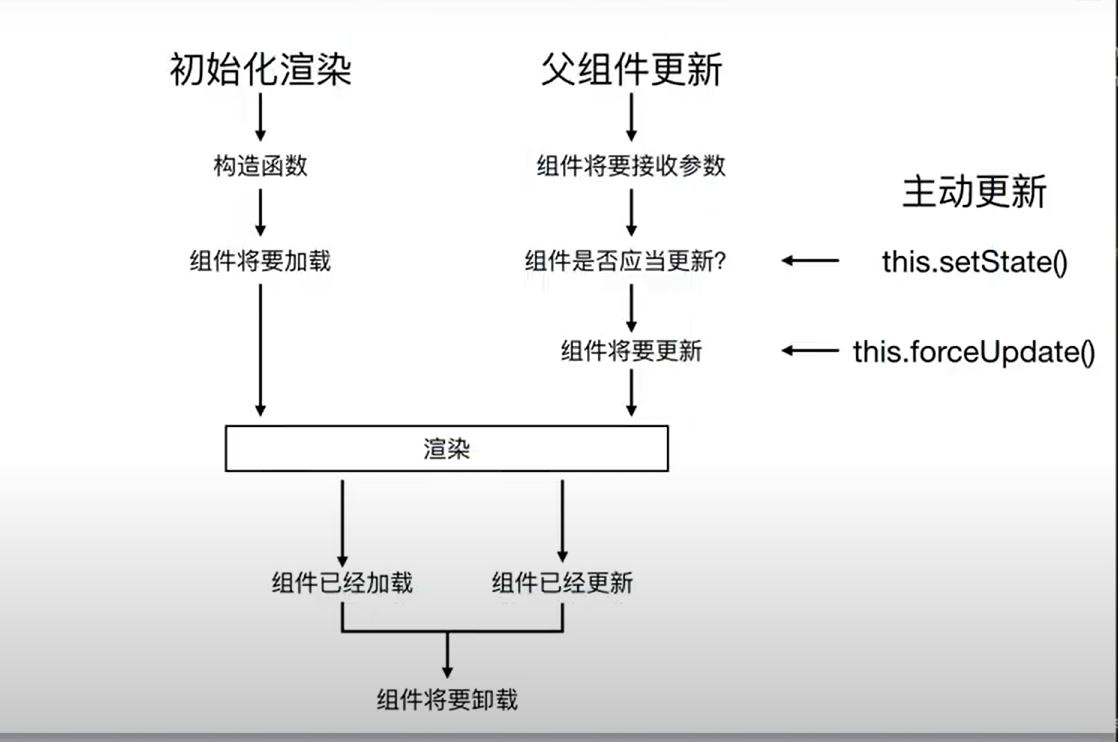 初始化渲染
父组件更新
构造函数
组件将要接收参数
主动更新
组件将要加载
组件是否应当更新?
this.setState()
组件将要更新
this.forceUpdate()
渲染
组件已经加载
组件已经更新
组件将要卸载